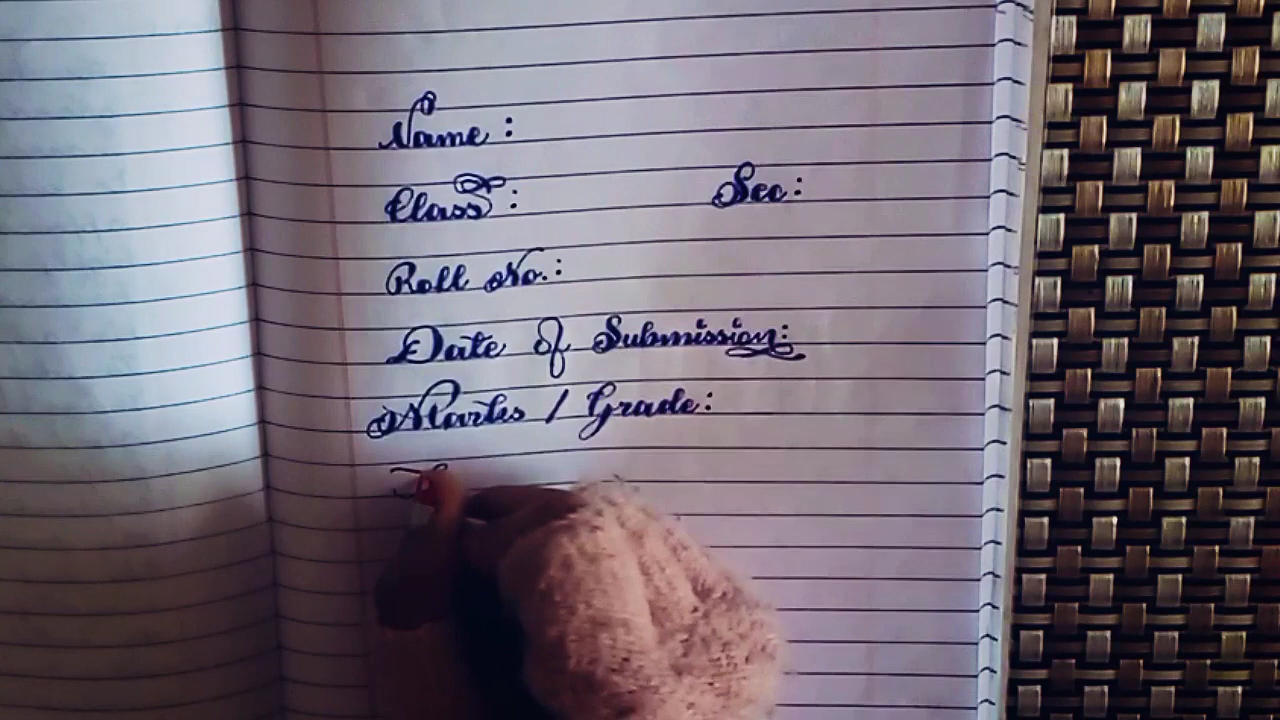 Name :
Class : Sec :
Roll No. :
Date of Submission:
Marks / Grade: